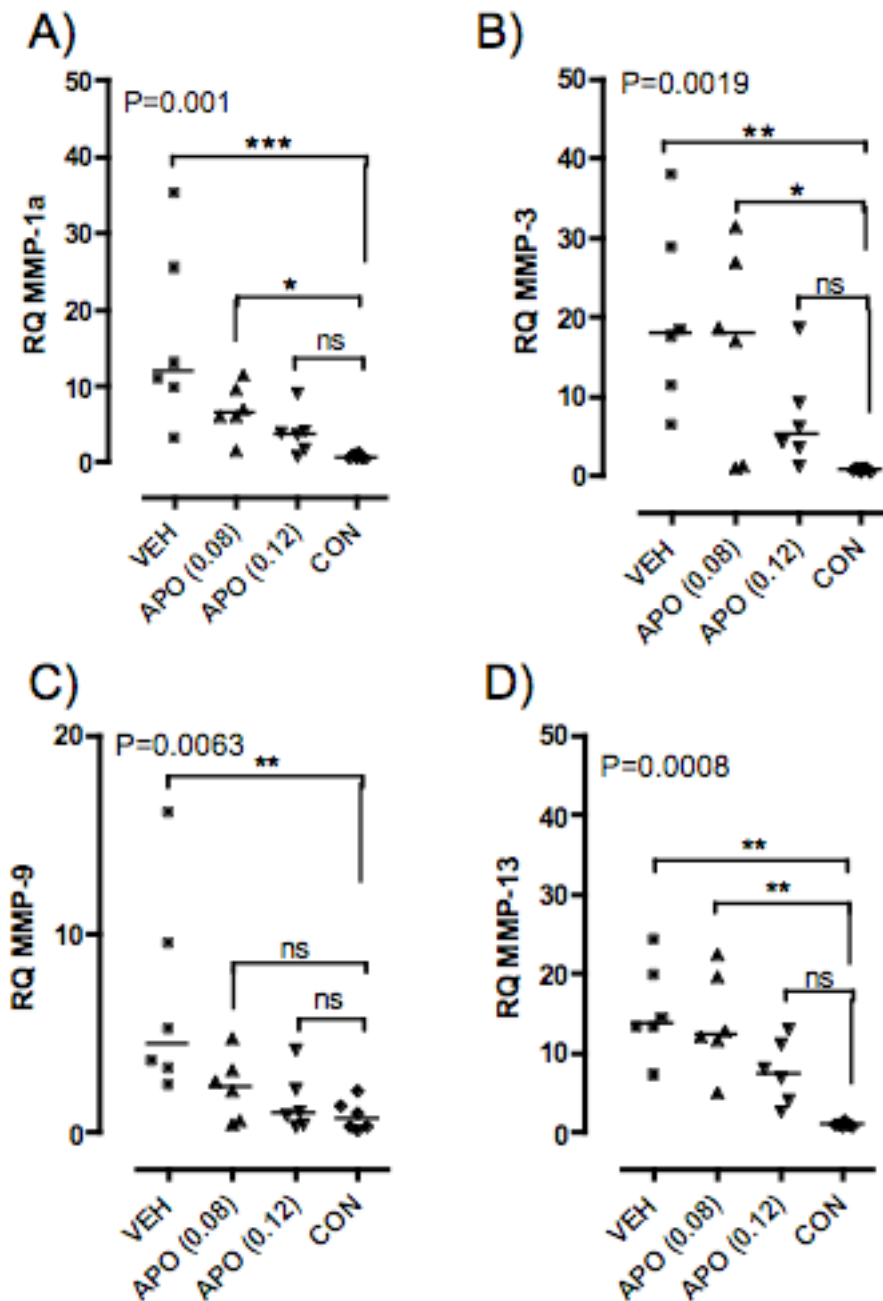 A)
P=0.001
50
40
30
20
10
0
RQ MMP-1a
***
*
ns
VEH
APO (0.08)
APO (0.12)
CON
B)
P=0.0019
50
40
30
20
10
0
RQ MMP-3
**
*
ns
VEH
APO (0.08)
APO (0.12)
CON
C)
P=0.0063
20
10
0
RQ MMP-9
**
ns
ns
VEH
APO (0.08)
APO (0.12)
CON
D)
P=0.0008
50
40
30
20
10
0
RQ MMP-13
**
**
ns
VEH
APO (0.08)
APO (0.12)
CON